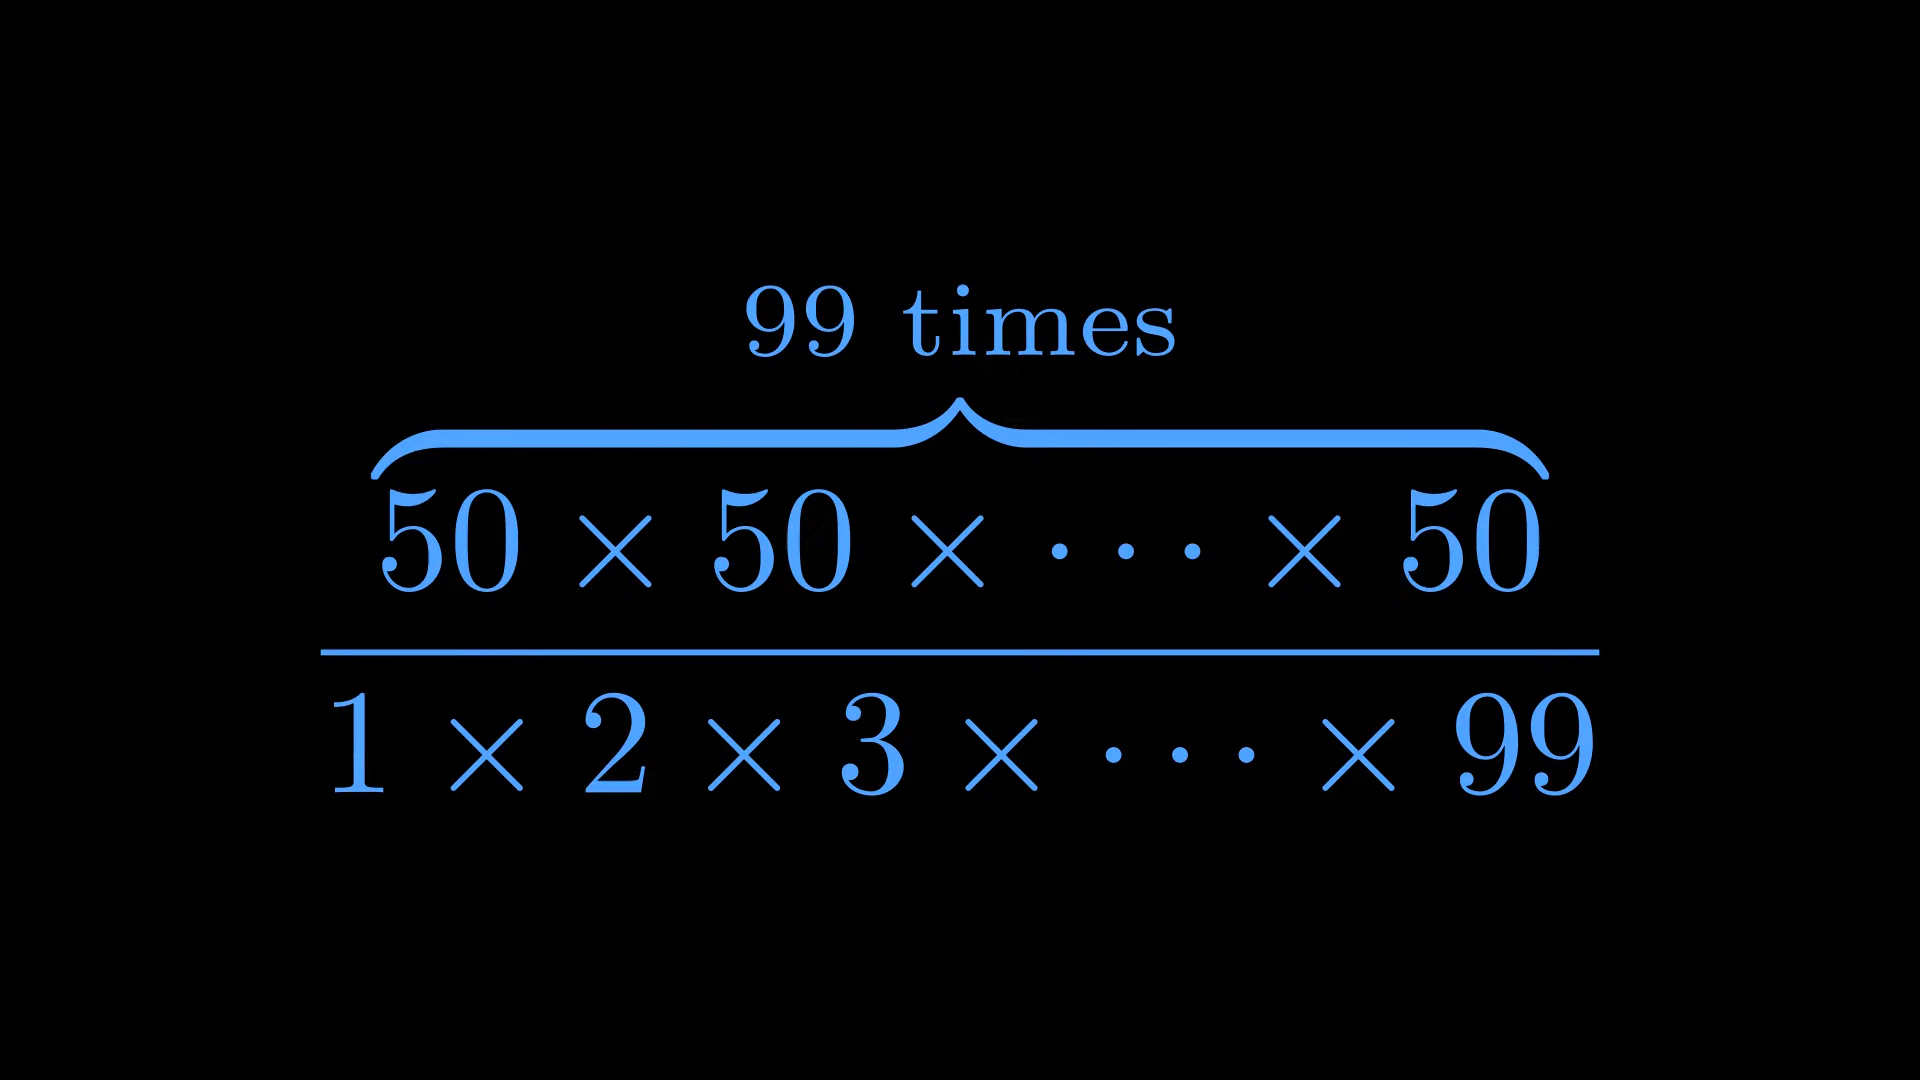 99 times
50 × 50 × ··· × 50
1 × 2 × 3 × ··· × 99